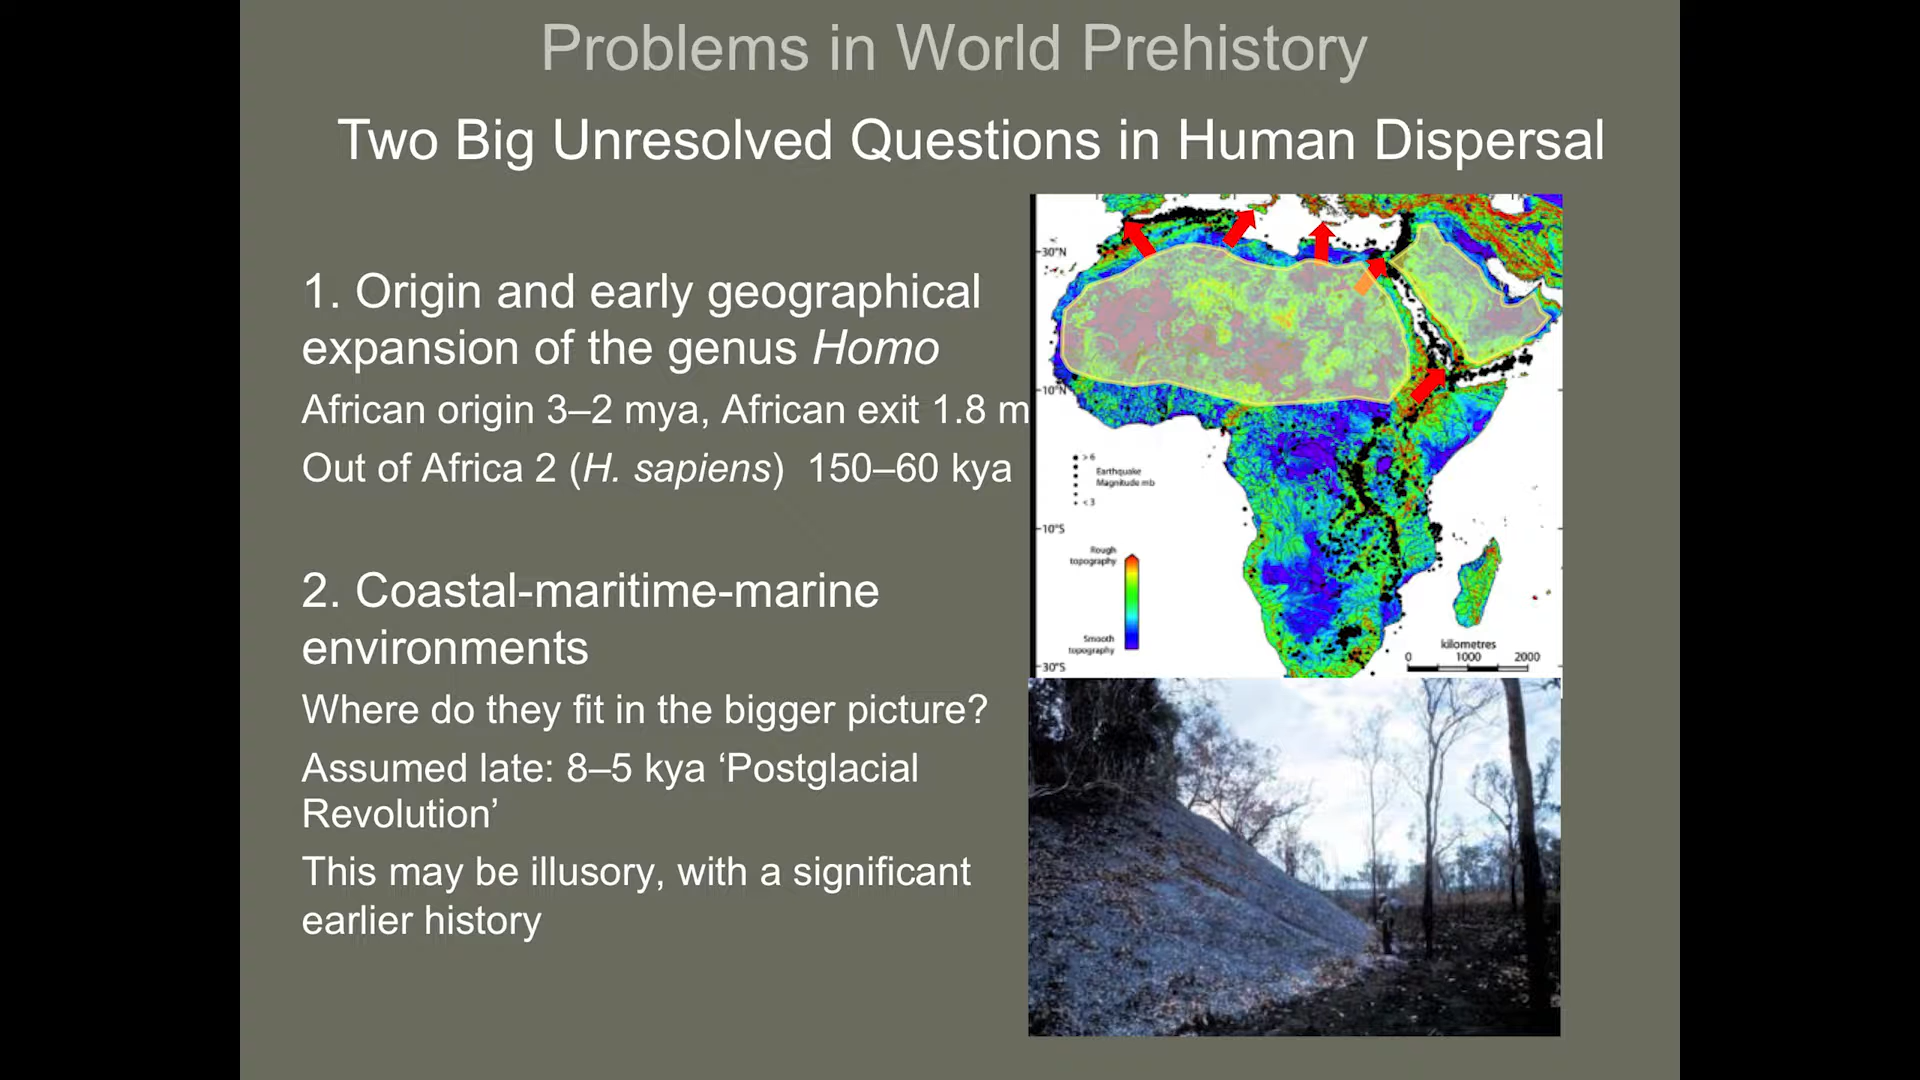 Problems in World Prehistory
Two Big Unresolved Questions in Human Dispersal
1. Origin and early geographical
expansion of the genus Homo
African origin 3–2 mya, African exit 1.8 m
Out of Africa 2 (H. sapiens) 150–60 kya
2. Coastal-maritime-marine
environments
Where do they fit in the bigger picture?
Assumed late: 8–5 kya ‘Postglacial
Revolution’
This may be illusory, with a significant
earlier history
30°N
10°N
10°S
30°S
> 6
Earthquake
Magnitude mb
< 3
Rough
topography
Smooth
topography
kilometres
0 1000 2000